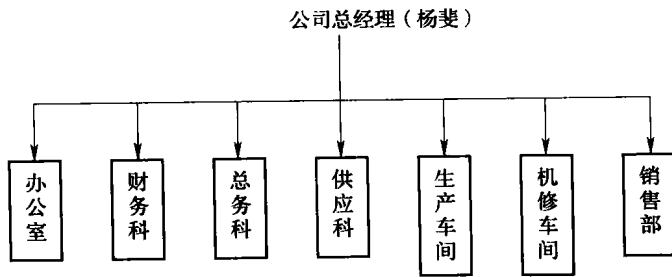 公司总经理(杨斐)
办公室
财务科
总务科
供应科
生产车间
机修车间
销售部